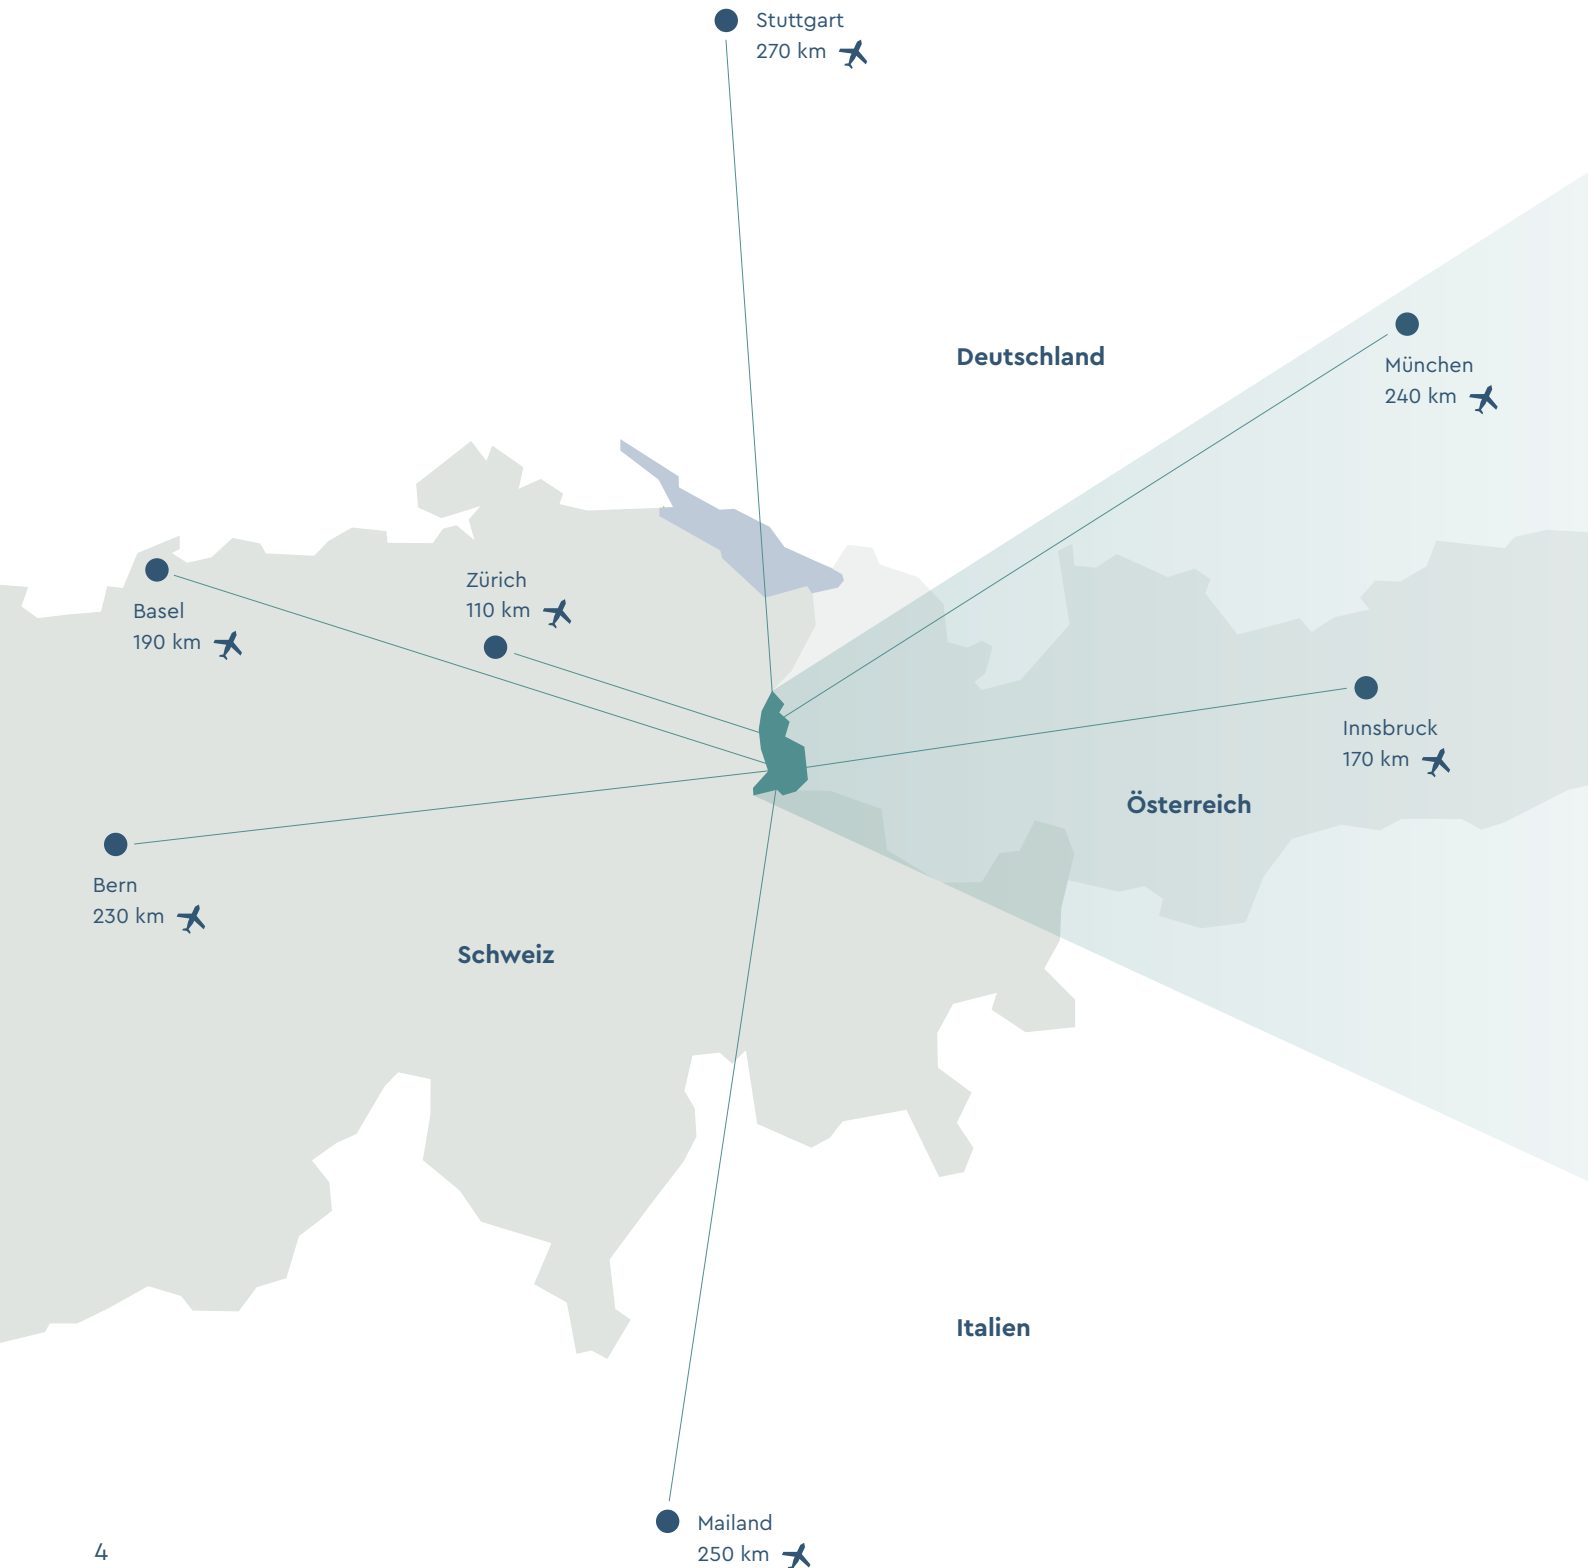 Stuttgart
270 km
Deutschland
München
240 km
Zürich
110 km
Basel
190 km
Innsbruck
170 km
Österreich
Bern
230 km
Schweiz
Italien
Mailand
250 km
4